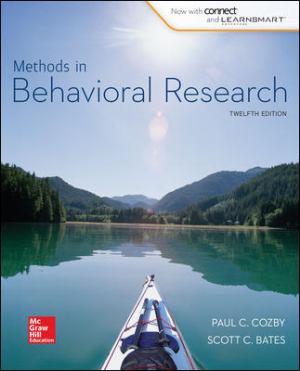 Now with connect and LEARNSMART
Methods in
Behavioral Research
TWELFTH EDITION
Mc
Graw
Hill
Education
PAUL C. COZBY
SCOTT C. BATES